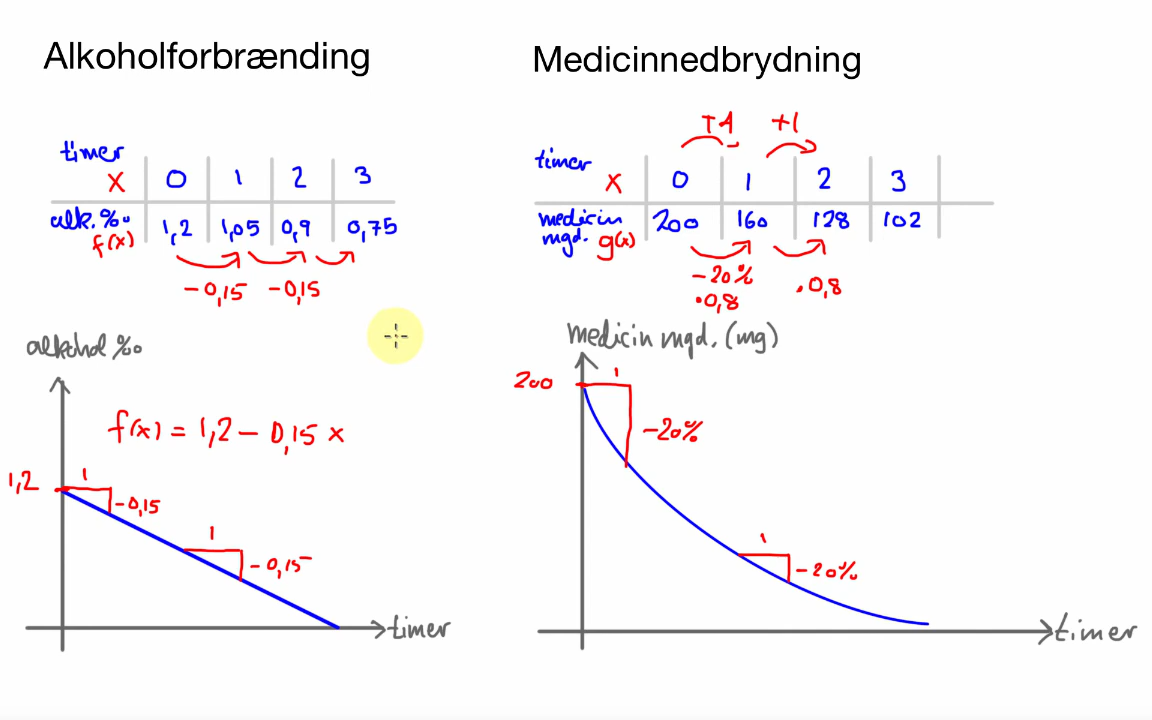 Alkoholforbrænding
timer
x 0 1 2 3
alk.‰ 1,2 1,05 0,9 0,75
f(x)
-0,15 -0,15
alkohol ‰
f(x) = 1,2 - 0,15 x
1,2
1
-0,15
1
-0,15
timer
Medicinnedbrydning
+1 +1
timer
x 0 1 2 3
medicin 200 160 128 102
mgd. g(x)
-20%
·0,8 ·0,8
medicin mgd. (mg)
200
1
-20%
1
-20%
timer